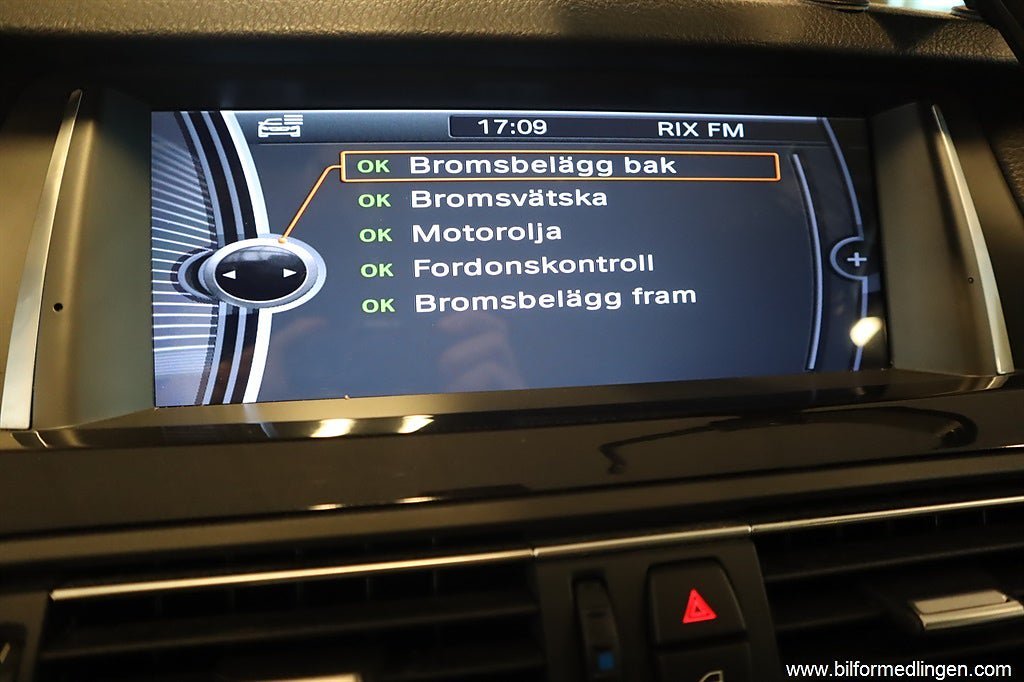 17:09 RIX FM
OK Bromsbelägg bak
OK Bromsvätska
OK Motorolja
OK Fordonskontroll
OK Bromsbelägg fram
www.bilformedlingen.com